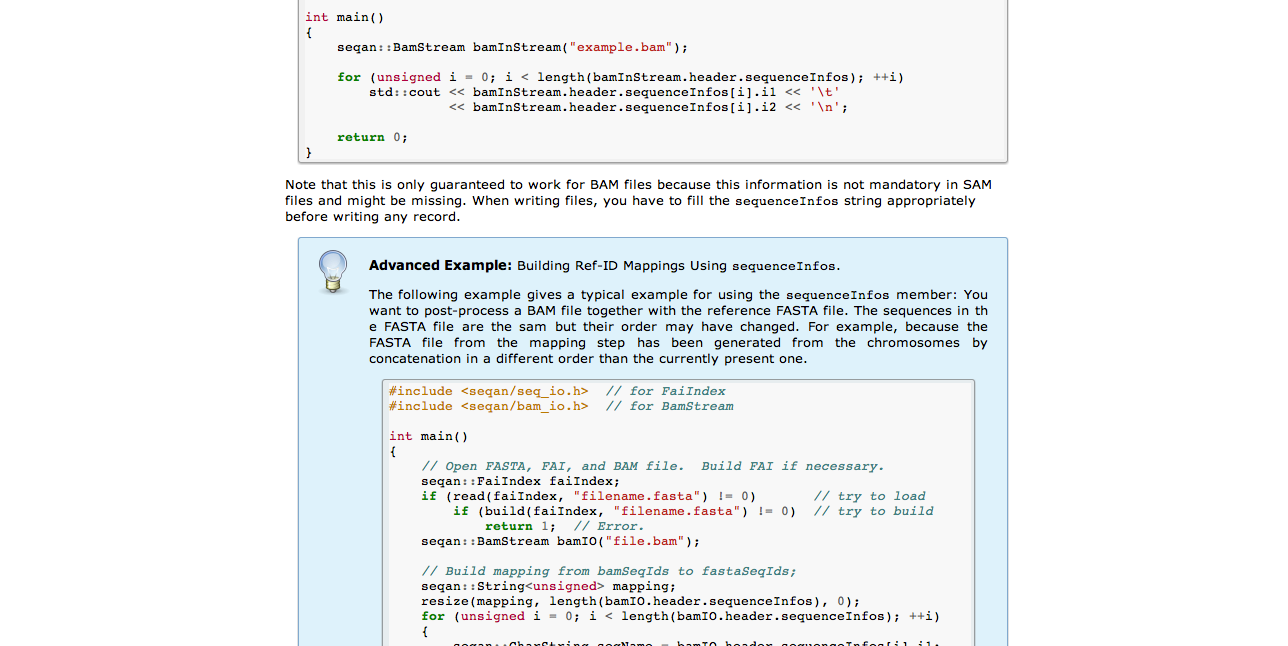 int main()
{
    seqan::BamStream bamInStream("example.bam");
    for (unsigned i = 0; i < length(bamInStream.header.sequenceInfos); ++i)
        std::cout << bamInStream.header.sequenceInfos[i].i1 << '\t'
                  << bamInStream.header.sequenceInfos[i].i2 << '\n';
    return 0;
}
Note that this is only guaranteed to work for BAM files because this information is not mandatory in SAM
files and might be missing. When writing files, you have to fill the sequenceInfos string appropriately
before writing any record.
Advanced Example: Building Ref-ID Mappings Using sequenceInfos.
The following example gives a typical example for using the sequenceInfos member: You
want to post-process a BAM file together with the reference FASTA file. The sequences in th
e FASTA file are the sam but their order may have changed. For example, because the
FASTA file from the mapping step has been generated from the chromosomes by
concatenation in a different order than the currently present one.
#include <seqan/seq_io.h>  // for FaiIndex
#include <seqan/bam_io.h>  // for BamStream
int main()
{
    // Open FASTA, FAI, and BAM file.  Build FAI if necessary.
    seqan::FaiIndex faiIndex;
    if (read(faiIndex, "filename.fasta") != 0)       // try to load
        if (build(faiIndex, "filename.fasta") != 0)  // try to build
            return 1;  // Error.
    seqan::BamStream bamIO("file.bam");
    // Build mapping from bamSeqIds to fastaSeqIds;
    seqan::String<unsigned> mapping;
    resize(mapping, length(bamIO.header.sequenceInfos), 0);
    for (unsigned i = 0; i < length(bamIO.header.sequenceInfos); ++i)
    {
        seqan::CharString seqName = bamIO.header.sequenceInfos[i].i1;